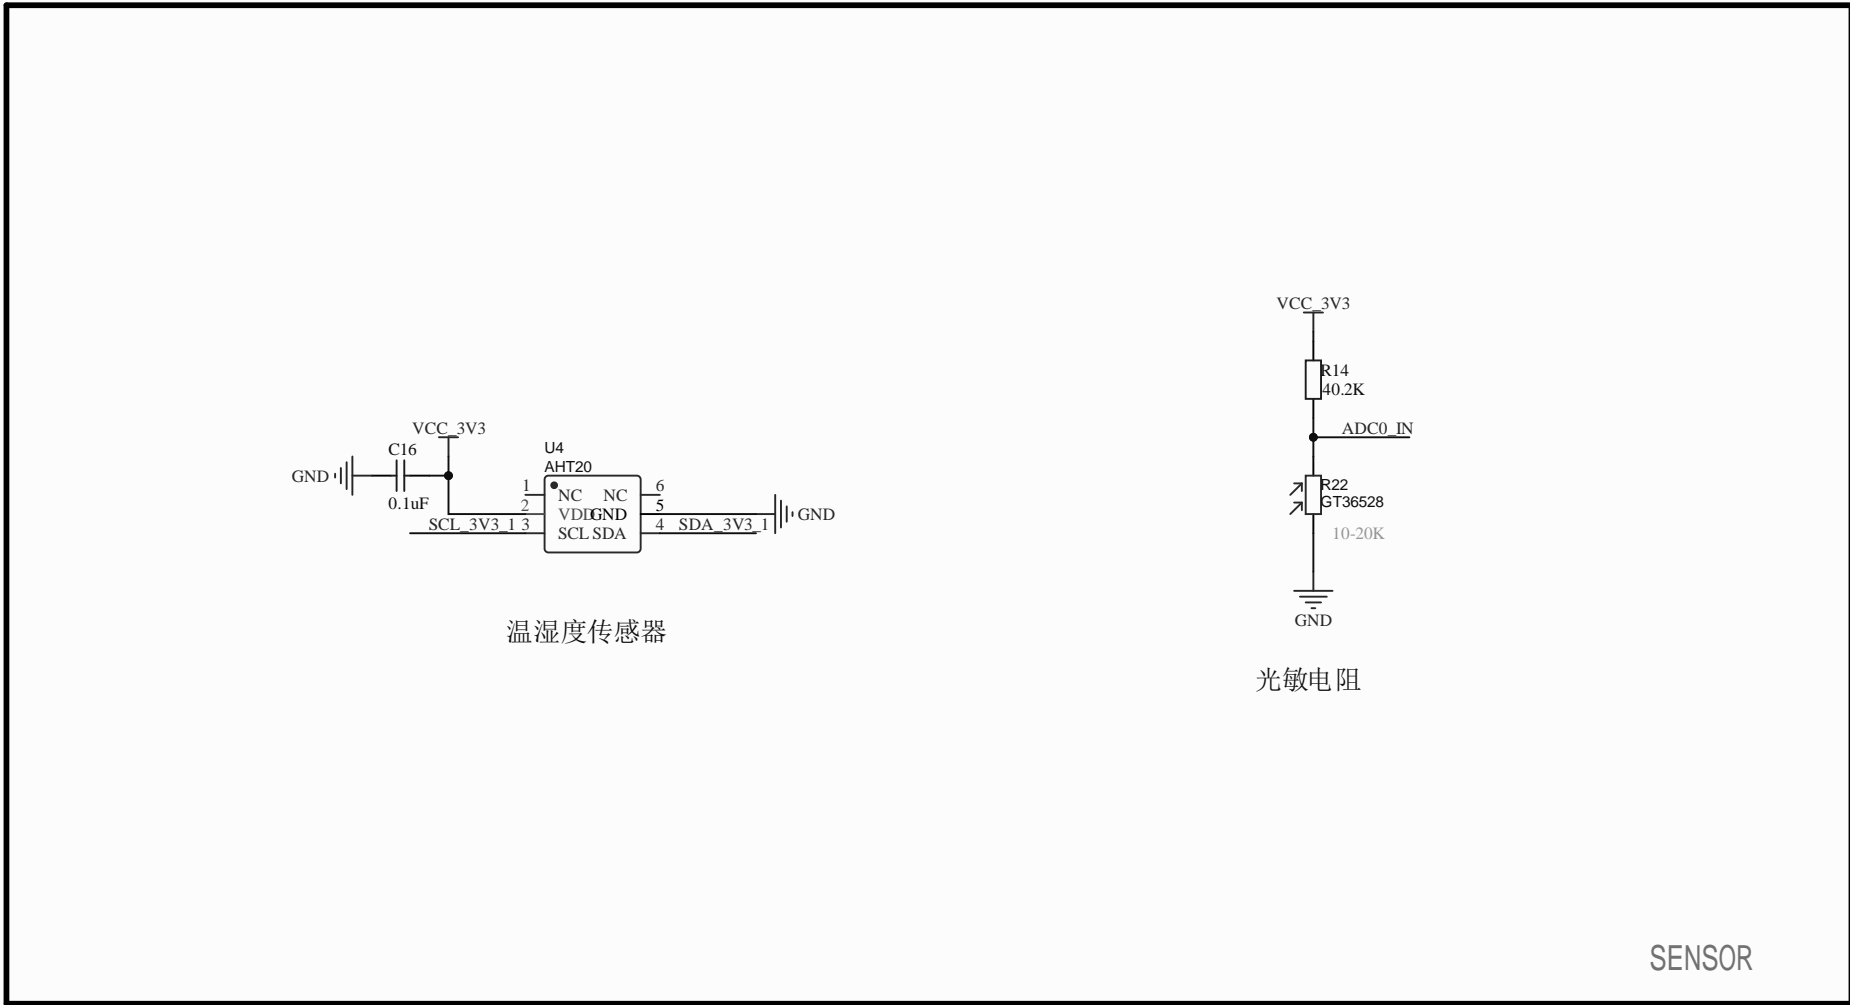 VCC_3V3
C16
GND
0.1uF
U4
AHT20
1
NC
NC
6
2
VDD
GND
5
GND
SCL_3V3_1
3
SCL
SDA
4
SDA_3V3_1
温湿度传感器
VCC_3V3
R14
40.2K
ADC0_IN
R22
GT36528
10-20K
GND
光敏电阻
SENSOR